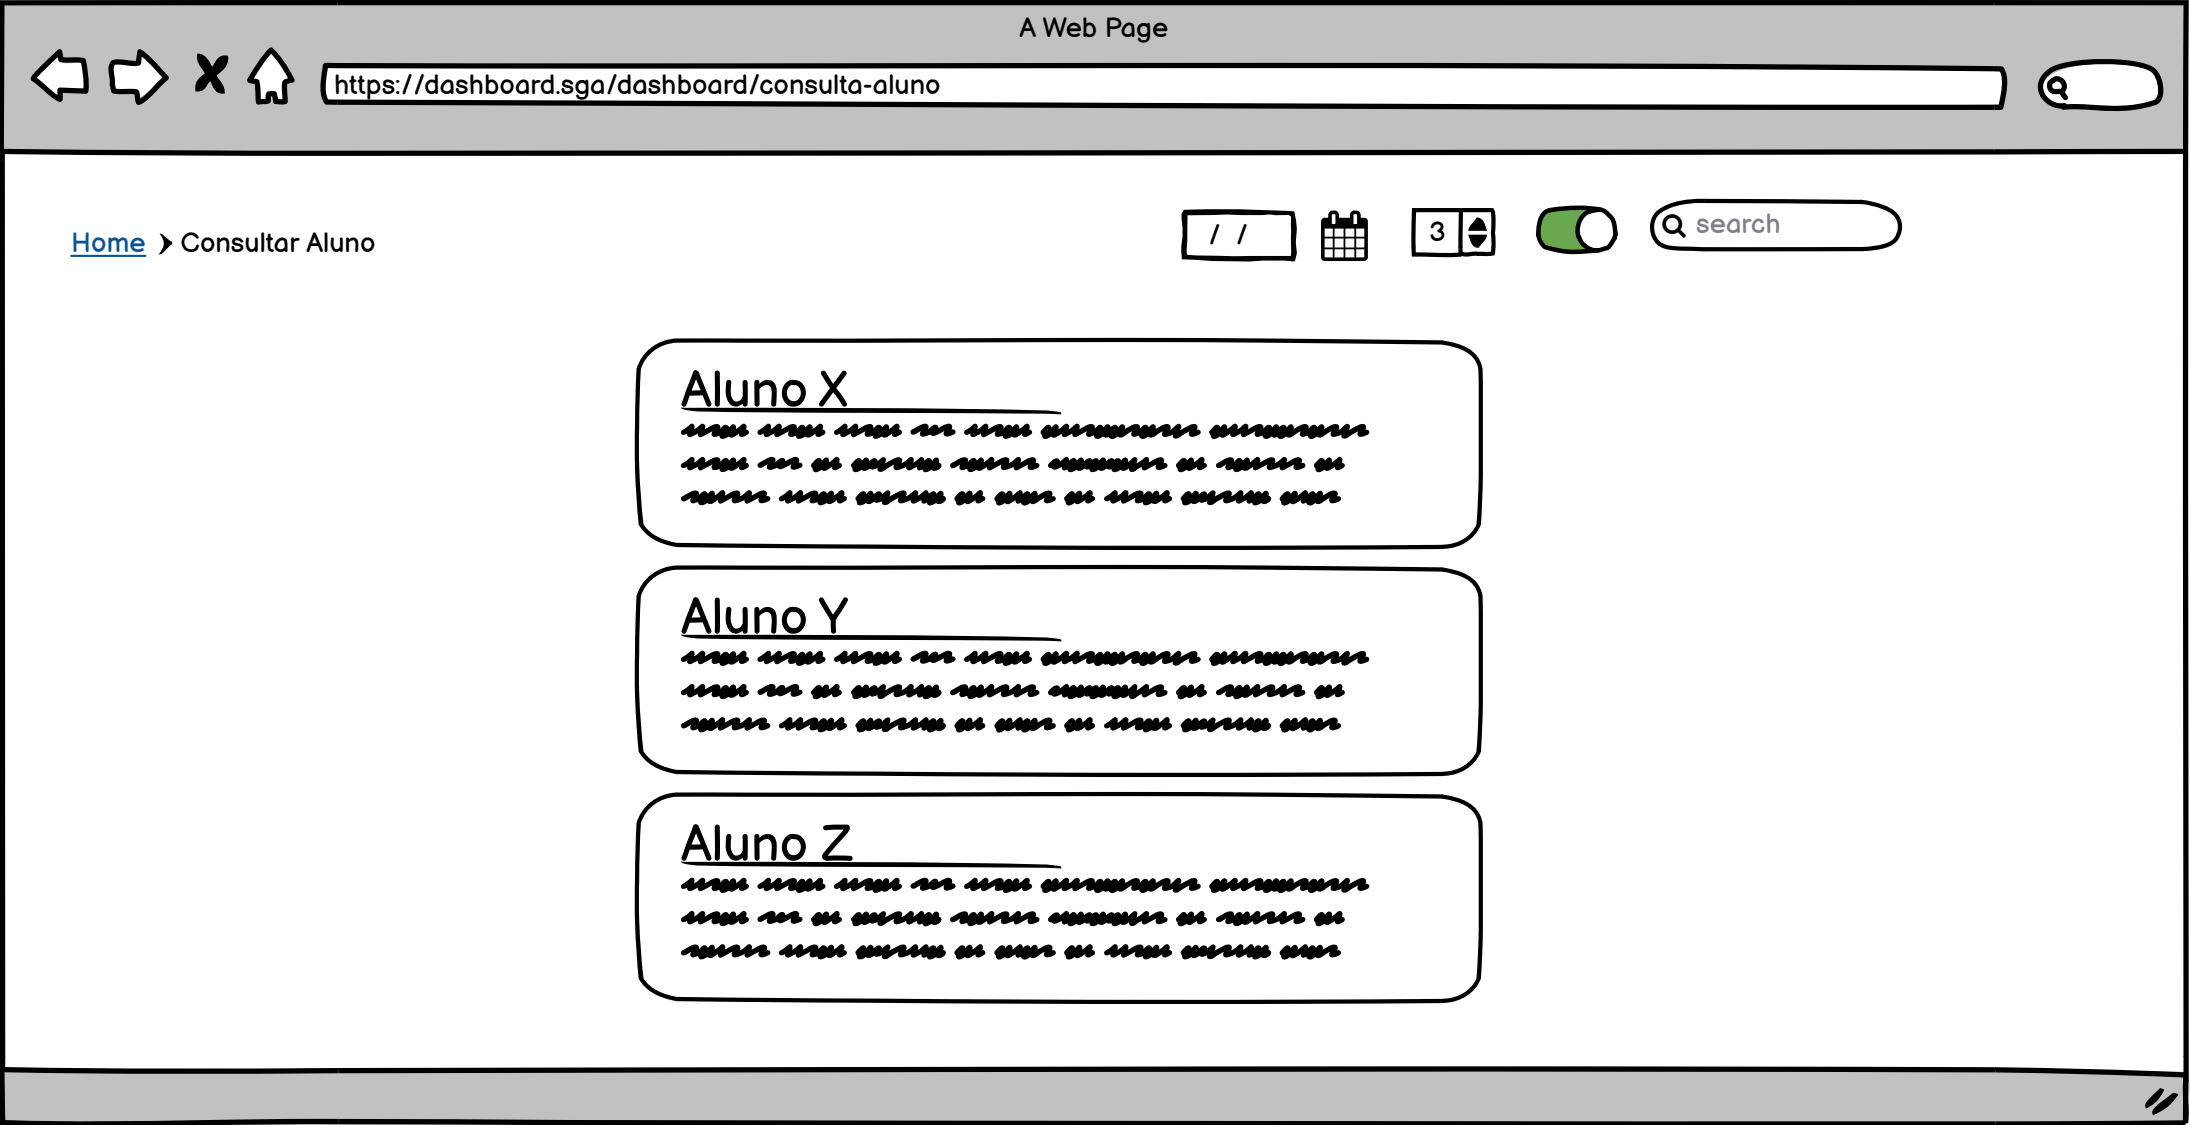 A Web Page
https://dashboard.sga/dashboard/consulta-aluno
Home Consultar Aluno
/ /
3
search
Aluno X
Aluno Y
Aluno Z